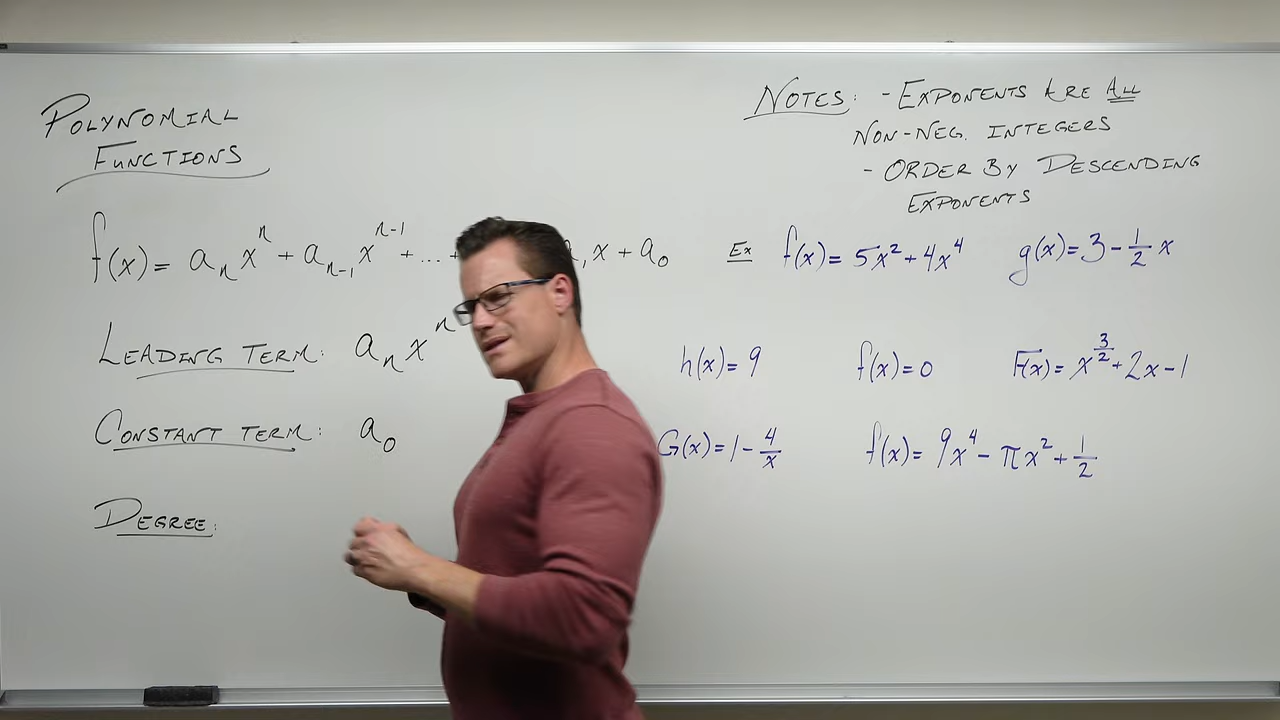 POLYNOMIAL
FUNCTIONS
f(x) = aₙxⁿ + aₙ₋₁xⁿ⁻¹ + ... + a₁x + a₀
LEADING TERM: aₙxⁿ
CONSTANT TERM: a₀
DEGREE:
NOTES: - EXPONENTS ARE ALL
NON-NEG. INTEGERS
- ORDER BY DESCENDING
EXPONENTS
Ex f(x) = 5x² + 4x⁴ g(x) = 3 - 1/2 x
h(x) = 9 f(x) = 0 F(x) = x^(3/2) + 2x - 1
G(x) = 1 - 4/x f(x) = 9x⁴ - πx² + 1/2